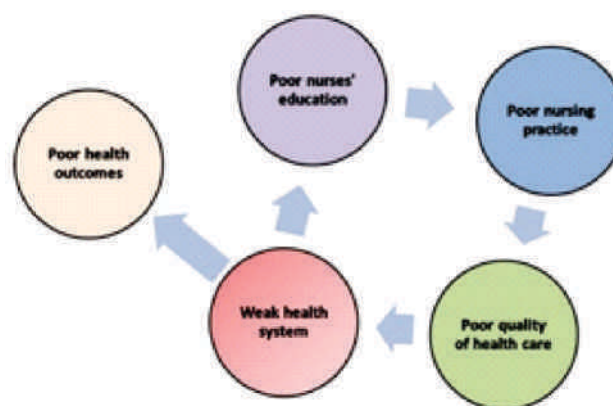 Poor nurses'
education
Poor nursing
practice
Poor health
outcomes
Weak health
system
Poor quality
of health care